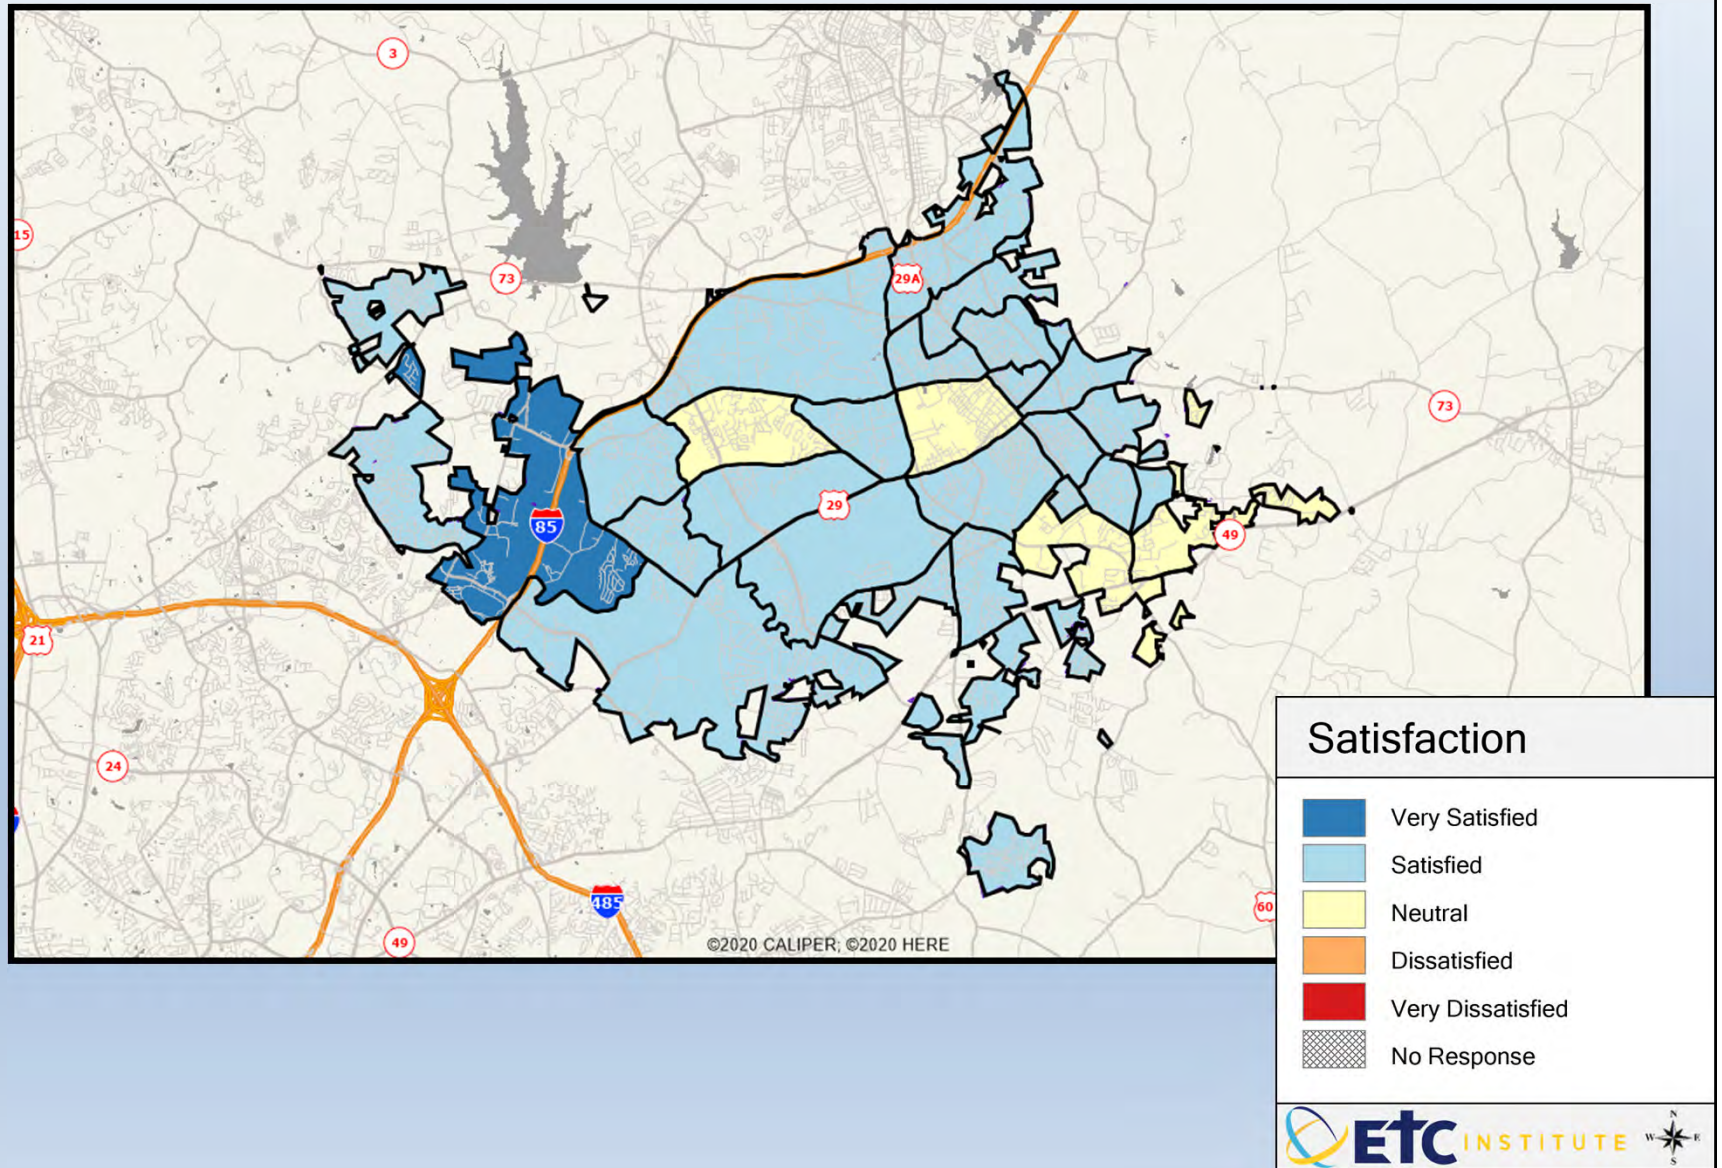 3
15
73
29A
73
29
85
49
21
24
485
60
49
©2020 CALIPER; ©2020 HERE
Satisfaction
Very Satisfied
Satisfied
Neutral
Dissatisfied
Very Dissatisfied
No Response
ETC INSTITUTE
N
W E
S